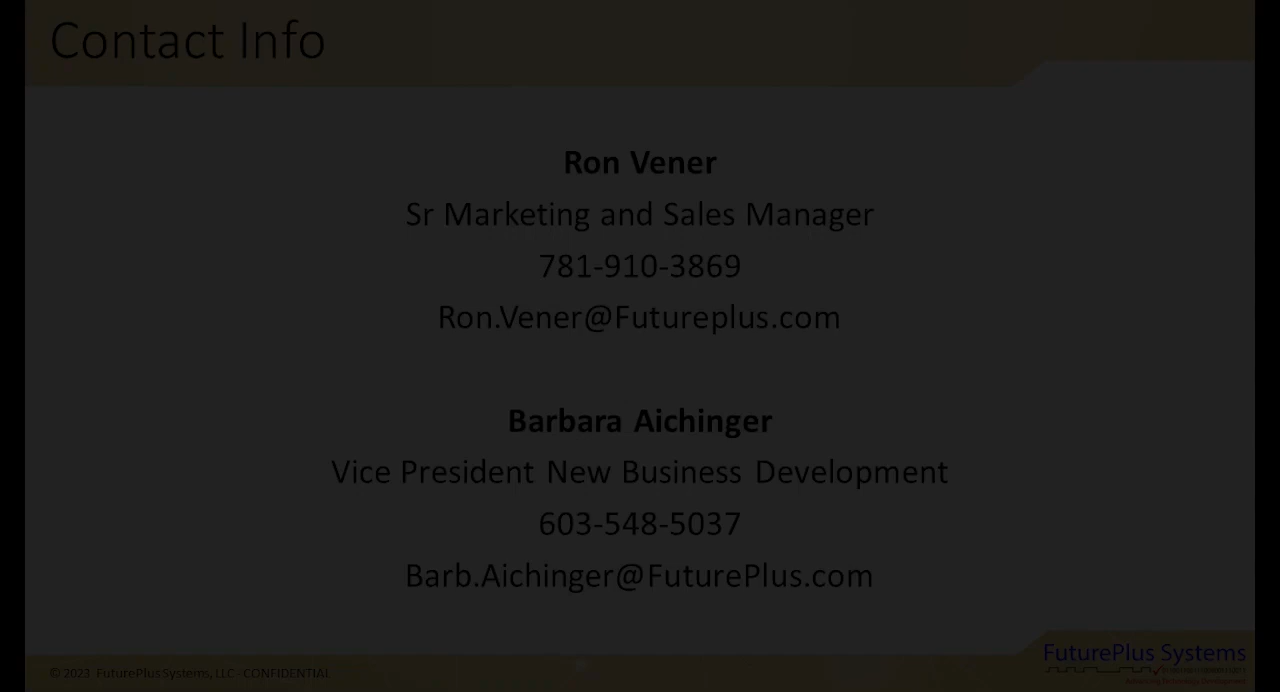 Contact Info
Ron Vener
Sr Marketing and Sales Manager
781-910-3869
Ron.Vener@Futureplus.com
Barbara Aichinger
Vice President New Business Development
603-548-5037
Barb.Aichinger@FuturePlus.com
© 2023 FuturePlus Systems, LLC - CONFIDENTIAL
FuturePlus Systems